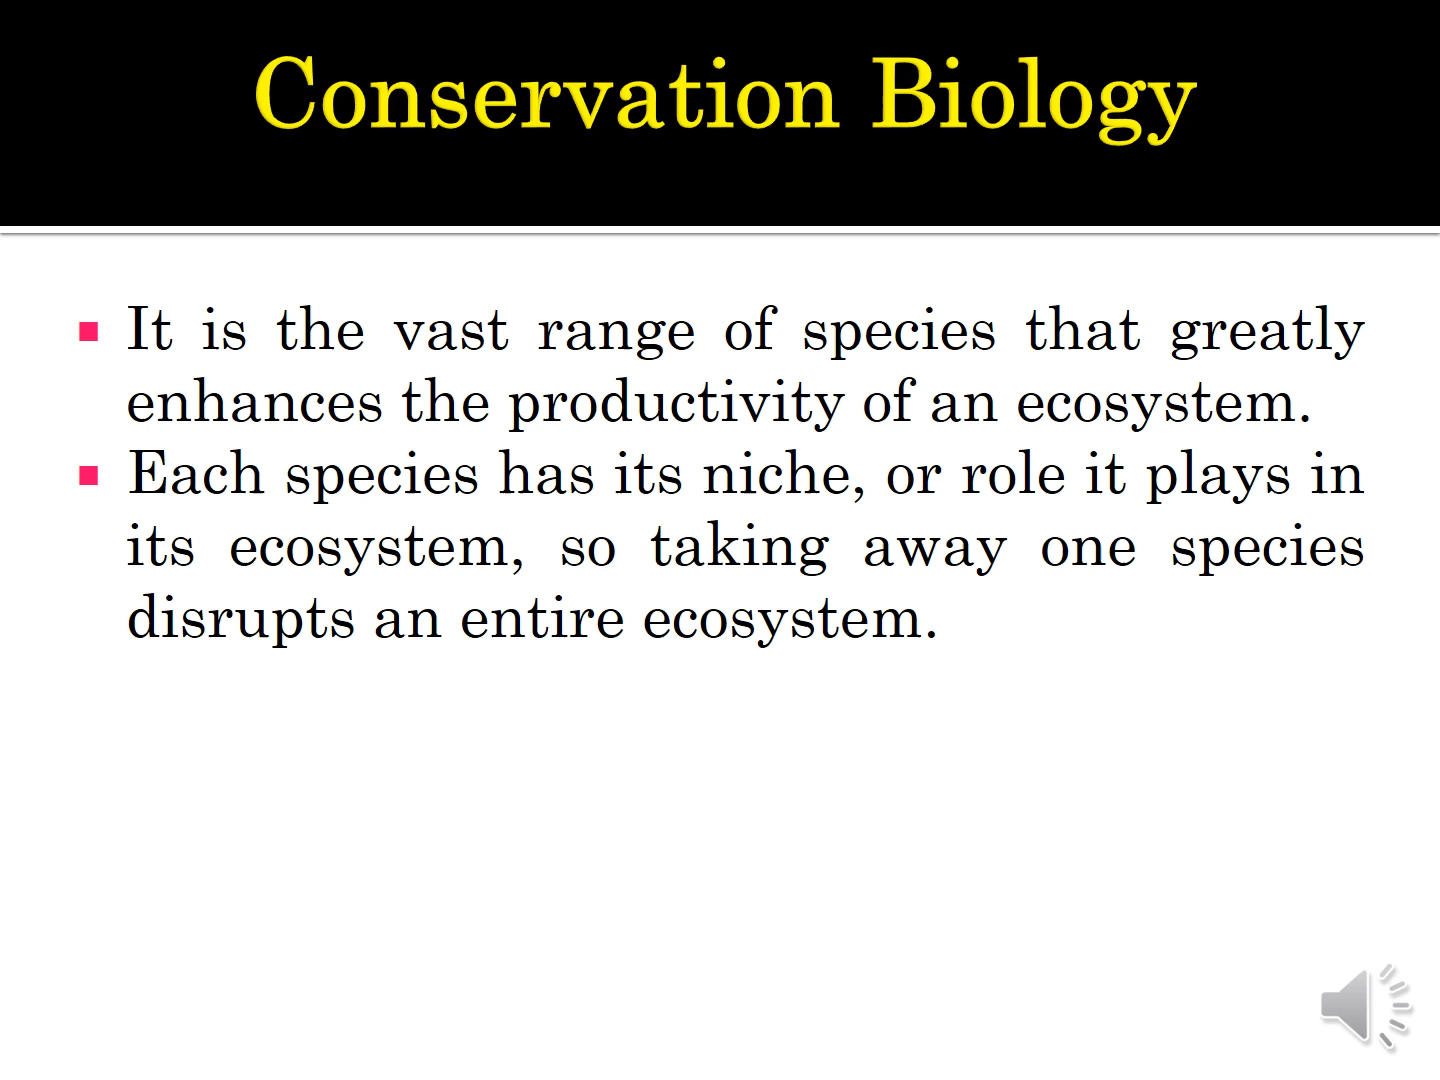 Conservation Biology
It is the vast range of species that greatly
enhances the productivity of an ecosystem.
Each species has its niche, or role it plays in
its ecosystem, so taking away one species
disrupts an entire ecosystem.